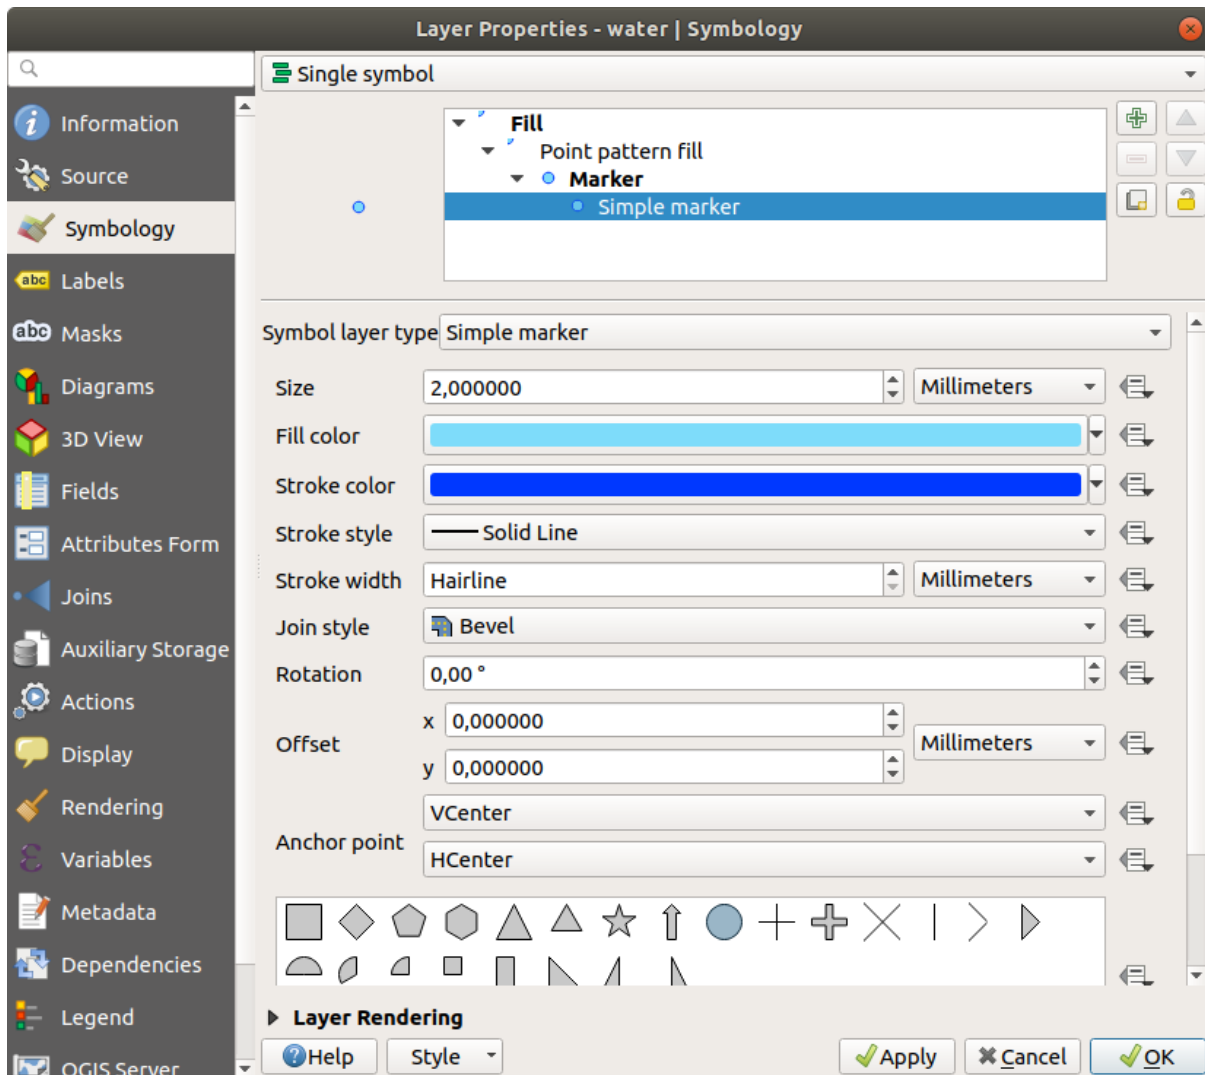 Layer Properties - water | Symbology
Single symbol
Information
Source
Symbology
abc Labels
abc Masks
Diagrams
3D View
Fields
Attributes Form
Joins
Auxiliary Storage
Actions
Display
Rendering
Variables
Metadata
Dependencies
Legend
QGIS Server
Fill
Point pattern fill
Marker
Simple marker
Symbol layer type Simple marker
Size 2,000000 Millimeters
Fill color
Stroke color
Stroke style Solid Line
Stroke width Hairline Millimeters
Join style Bevel
Rotation 0,00 °
Offset x 0,000000 Millimeters
y 0,000000
Anchor point VCenter
HCenter
Layer Rendering
Help Style Apply Cancel OK